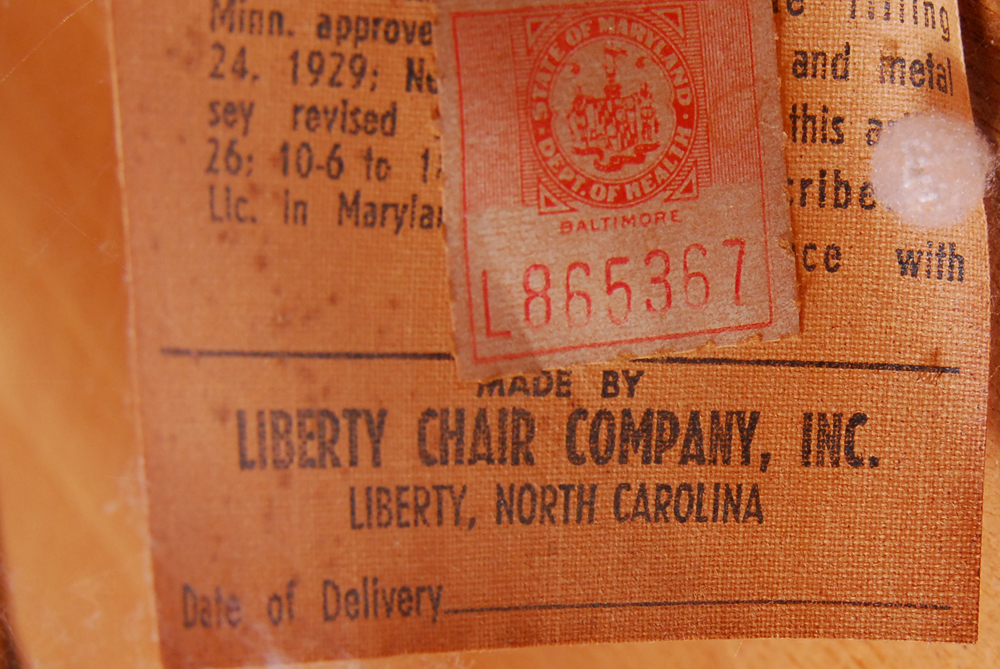 Minn. approve
24, 1929; Ne
sey revised
26; 10-6 to
Lic. in Maryla
filling
and metal
this a
cribe
ce with
STATE OF MARYLAND
DEPT. OF HEALTH
BALTIMORE
L865367
MADE BY
LIBERTY CHAIR COMPANY, INC.
LIBERTY, NORTH CAROLINA
Date of Delivery